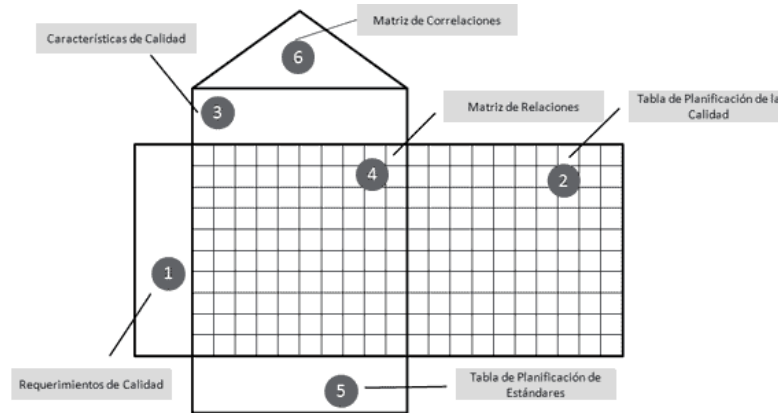 Matriz de Correlaciones
Características de Calidad
6
3
Matriz de Relaciones
Tabla de Planificación de la
Calidad
4
2
1
Requerimientos de Calidad
5
Tabla de Planificación de
Estándares